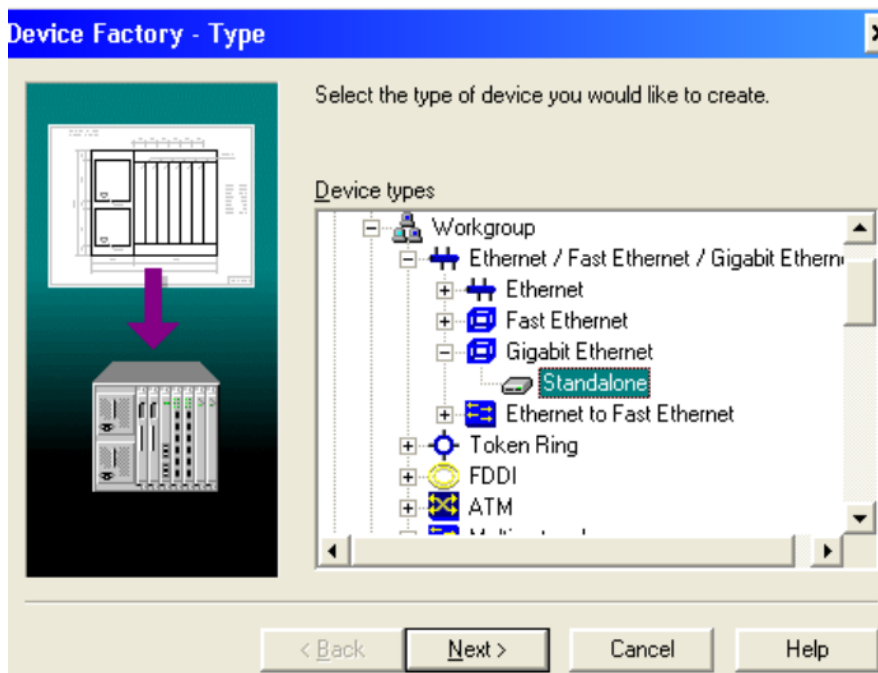 Device Factory - Type
Select the type of device you would like to create.
Device types
Workgroup
Ethernet / Fast Ethernet / Gigabit Ethern
Ethernet
Fast Ethernet
Gigabit Ethernet
Standalone
Ethernet to Fast Ethernet
Token Ring
FDDI
ATM
< Back Next > Cancel Help